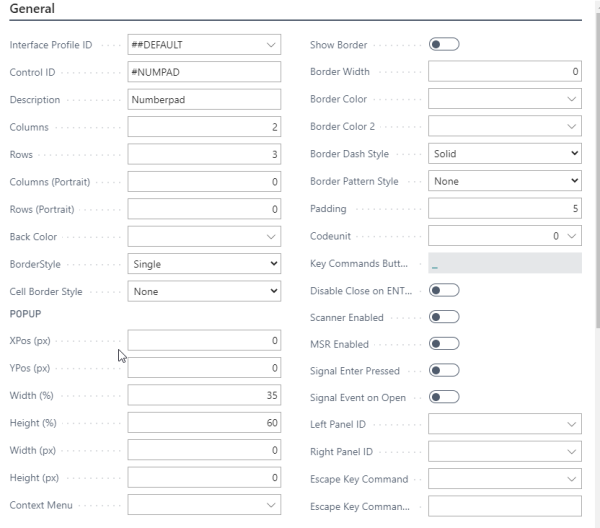 General
Interface Profile ID ##DEFAULT
Control ID #NUMPAD
Description Numberpad
Columns 2
Rows 3
Columns (Portrait) 0
Rows (Portrait) 0
Back Color
BorderStyle Single
Cell Border Style None
POPUP
XPos (px) 0
YPos (px) 0
Width (%) 35
Height (%) 60
Width (px) 0
Height (px) 0
Context Menu
Show Border
Border Width 0
Border Color
Border Color 2
Border Dash Style Solid
Border Pattern Style None
Padding 5
Codeunit 0
Key Commands Butt... _
Disable Close on ENT...
Scanner Enabled
MSR Enabled
Signal Enter Pressed
Signal Event on Open
Left Panel ID
Right Panel ID
Escape Key Command
Escape Key Comman...